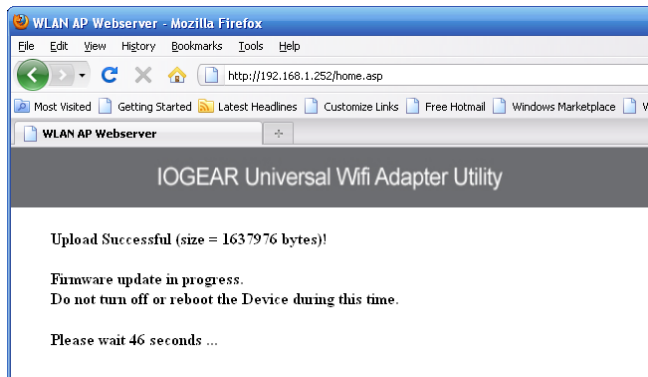 WLAN AP Webserver - Mozilla Firefox
File Edit View History Bookmarks Tools Help
http://192.168.1.252/home.asp
Most Visited Getting Started Latest Headlines Customize Links Free Hotmail Windows Marketplace
WLAN AP Webserver
IOGEAR Universal Wifi Adapter Utility
Upload Successful (size = 1637976 bytes)!
Firmware update in progress.
Do not turn off or reboot the Device during this time.
Please wait 46 seconds ...